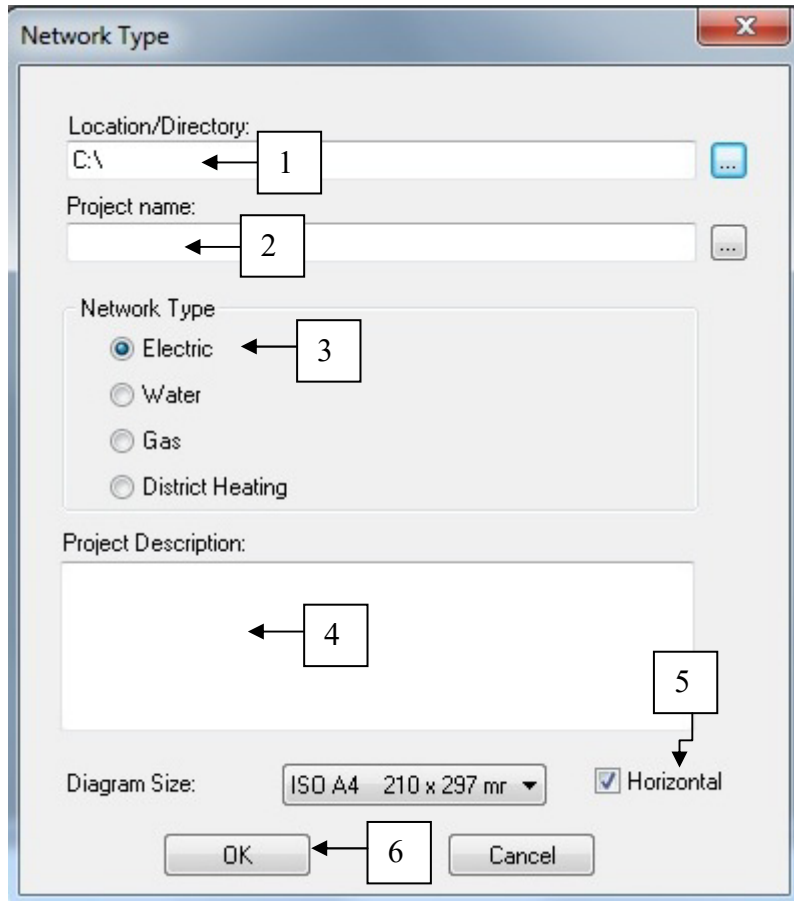 Network Type
Location/Directory:
C:\
1
...
Project name:
2
...
Network Type
Electric
3
Water
Gas
District Heating
Project Description:
4
5
Diagram Size:
ISO A4 210 x 297 mr
Horizontal
OK
6
Cancel